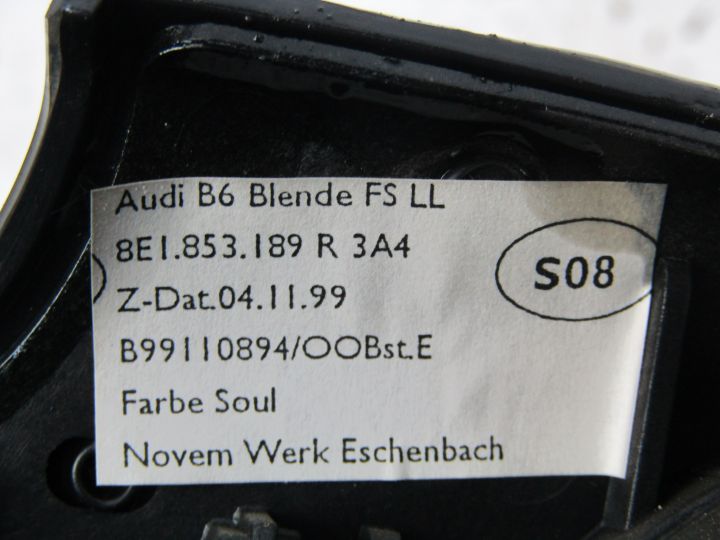 Audi B6 Blende FS LL
8E1.853.189 R 3A4
S08
Z-Dat.04.11.99
B99110894/OOBst.E
Farbe Soul
Novem Werk Eschenbach